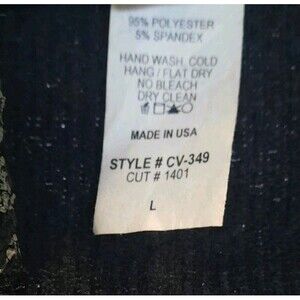 95% POLYESTER
5% SPANDEX
HAND WASH, COLD
HANG / FLAT DRY
NO BLEACH
DRY CLEAN
MADE IN USA
STYLE # CV-349
CUT # 1401
L